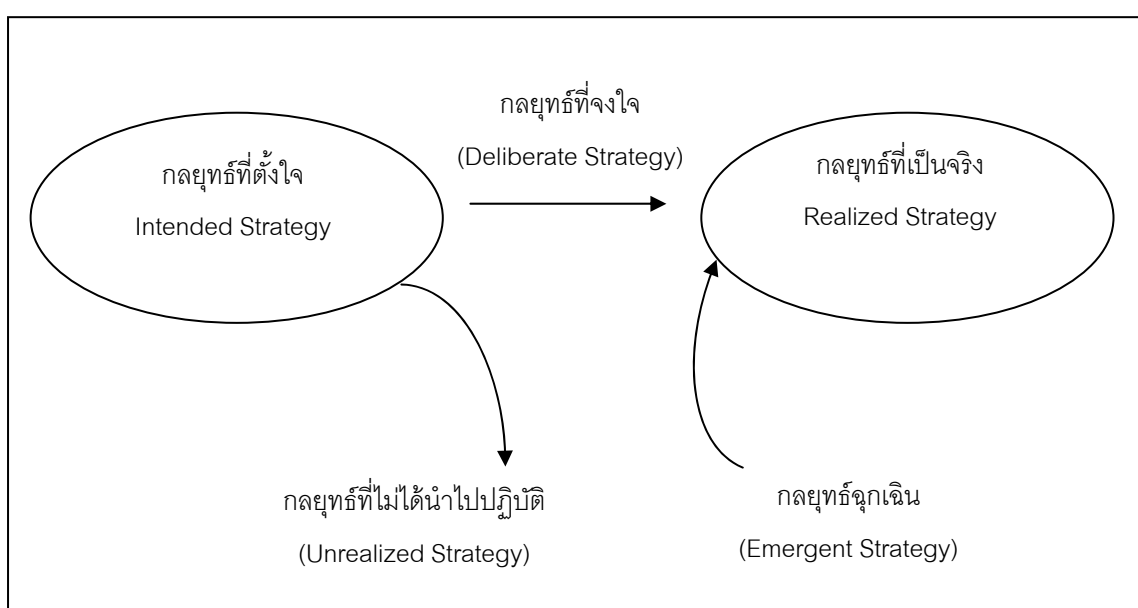 กลยุทธ์ที่จงใจ
(Deliberate Strategy)
กลยุทธ์ที่ตั้งใจ
Intended Strategy
กลยุทธ์ที่เป็นจริง
Realized Strategy
กลยุทธ์ที่ไม่ได้นำไปปฏิบัติ
(Unrealized Strategy)
กลยุทธ์ฉุกเฉิน
(Emergent Strategy)